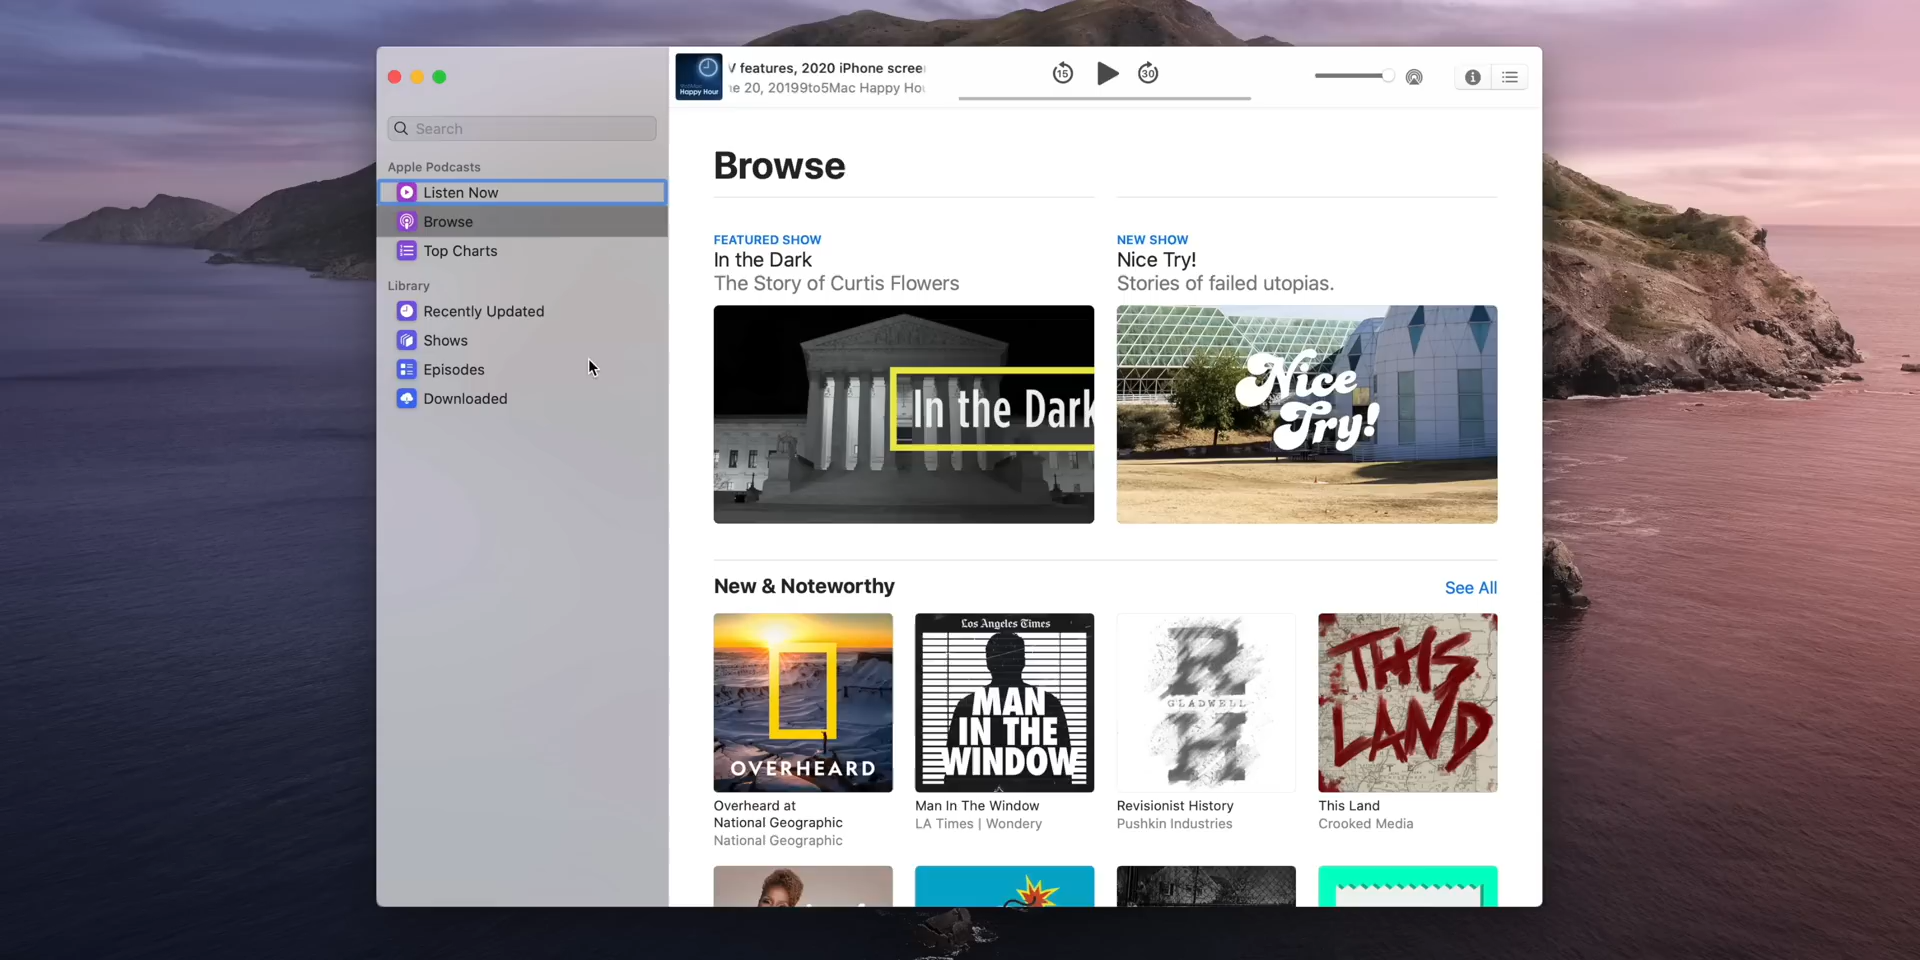 V features, 2020 iPhone scree
ne 20, 20199to5Mac Happy Ho
Happy Hour
15
30
Search
Apple Podcasts
Listen Now
Browse
Top Charts
Library
Recently Updated
Shows
Episodes
Downloaded
Browse
FEATURED SHOW
In the Dark
The Story of Curtis Flowers
In the Dark
NEW SHOW
Nice Try!
Stories of failed utopias.
Nice
Try!
New & Noteworthy
See All
OVERHEARD
Overheard at
National Geographic
National Geographic
Los Angeles Times
MAN
IN THE
WINDOW
Man In The Window
LA Times | Wondery
R
GLADWELL
H
Revisionist History
Pushkin Industries
THIS
LAND
This Land
Crooked Media